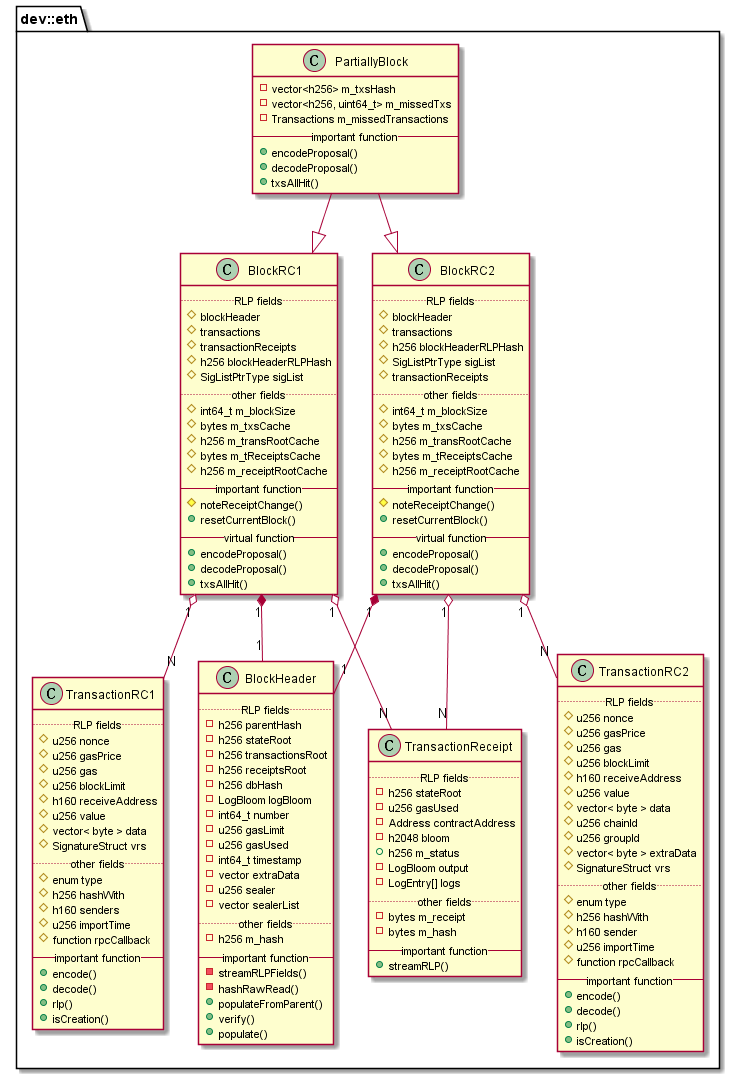 dev::eth
C PartiallyBlock
vector<h256> m_txsHash
vector<h256, uint64_t> m_missedTxs
Transactions m_missedTransactions
important function
encodeProposal()
decodeProposal()
txsAllHit()
C BlockRC1
RLP fields
blockHeader
transactions
transactionReceipts
h256 blockHeaderRLPHash
SigListPtrType sigList
other fields
int64_t m_blockSize
bytes m_txsCache
h256 m_transRootCache
bytes m_tReceiptsCache
h256 m_receiptRootCache
important function
noteReceiptChange()
resetCurrentBlock()
virtual function
encodeProposal()
decodeProposal()
txsAllHit()
C BlockRC2
RLP fields
blockHeader
transactions
h256 blockHeaderRLPHash
SigListPtrType sigList
transactionReceipts
other fields
int64_t m_blockSize
bytes m_txsCache
h256 m_transRootCache
bytes m_tReceiptsCache
h256 m_receiptRootCache
important function
noteReceiptChange()
resetCurrentBlock()
virtual function
encodeProposal()
decodeProposal()
txsAllHit()
1 1 1 1 1 1
N 1 1 N N N
C TransactionRC1
RLP fields
u256 nonce
u256 gasPrice
u256 gas
u256 blockLimit
h160 receiveAddress
u256 value
vector< byte > data
SignatureStruct vrs
other fields
enum type
h256 hashWith
h160 senders
u256 importTime
function rpcCallback
important function
encode()
decode()
rlp()
isCreation()
C BlockHeader
RLP fields
h256 parentHash
h256 stateRoot
h256 transactionsRoot
h256 receiptsRoot
h256 dbHash
LogBloom logBloom
int64_t number
u256 gasLimit
u256 gasUsed
int64_t timestamp
vector extraData
u256 sealer
vector sealerList
other fields
h256 m_hash
important function
streamRLPFields()
hashRawRead()
populateFromParent()
verify()
populate()
C TransactionReceipt
RLP fields
h256 stateRoot
u256 gasUsed
Address contractAddress
h2048 bloom
h256 m_status
LogBloom output
LogEntry[] logs
other fields
bytes m_receipt
bytes m_hash
important function
streamRLP()
C TransactionRC2
RLP fields
u256 nonce
u256 gasPrice
u256 gas
u256 blockLimit
h160 receiveAddress
u256 value
vector< byte > data
u256 chainId
u256 groupId
vector< byte > extraData
SignatureStruct vrs
other fields
enum type
h256 hashWith
h160 sender
u256 importTime
function rpcCallback
important function
encode()
decode()
rlp()
isCreation()